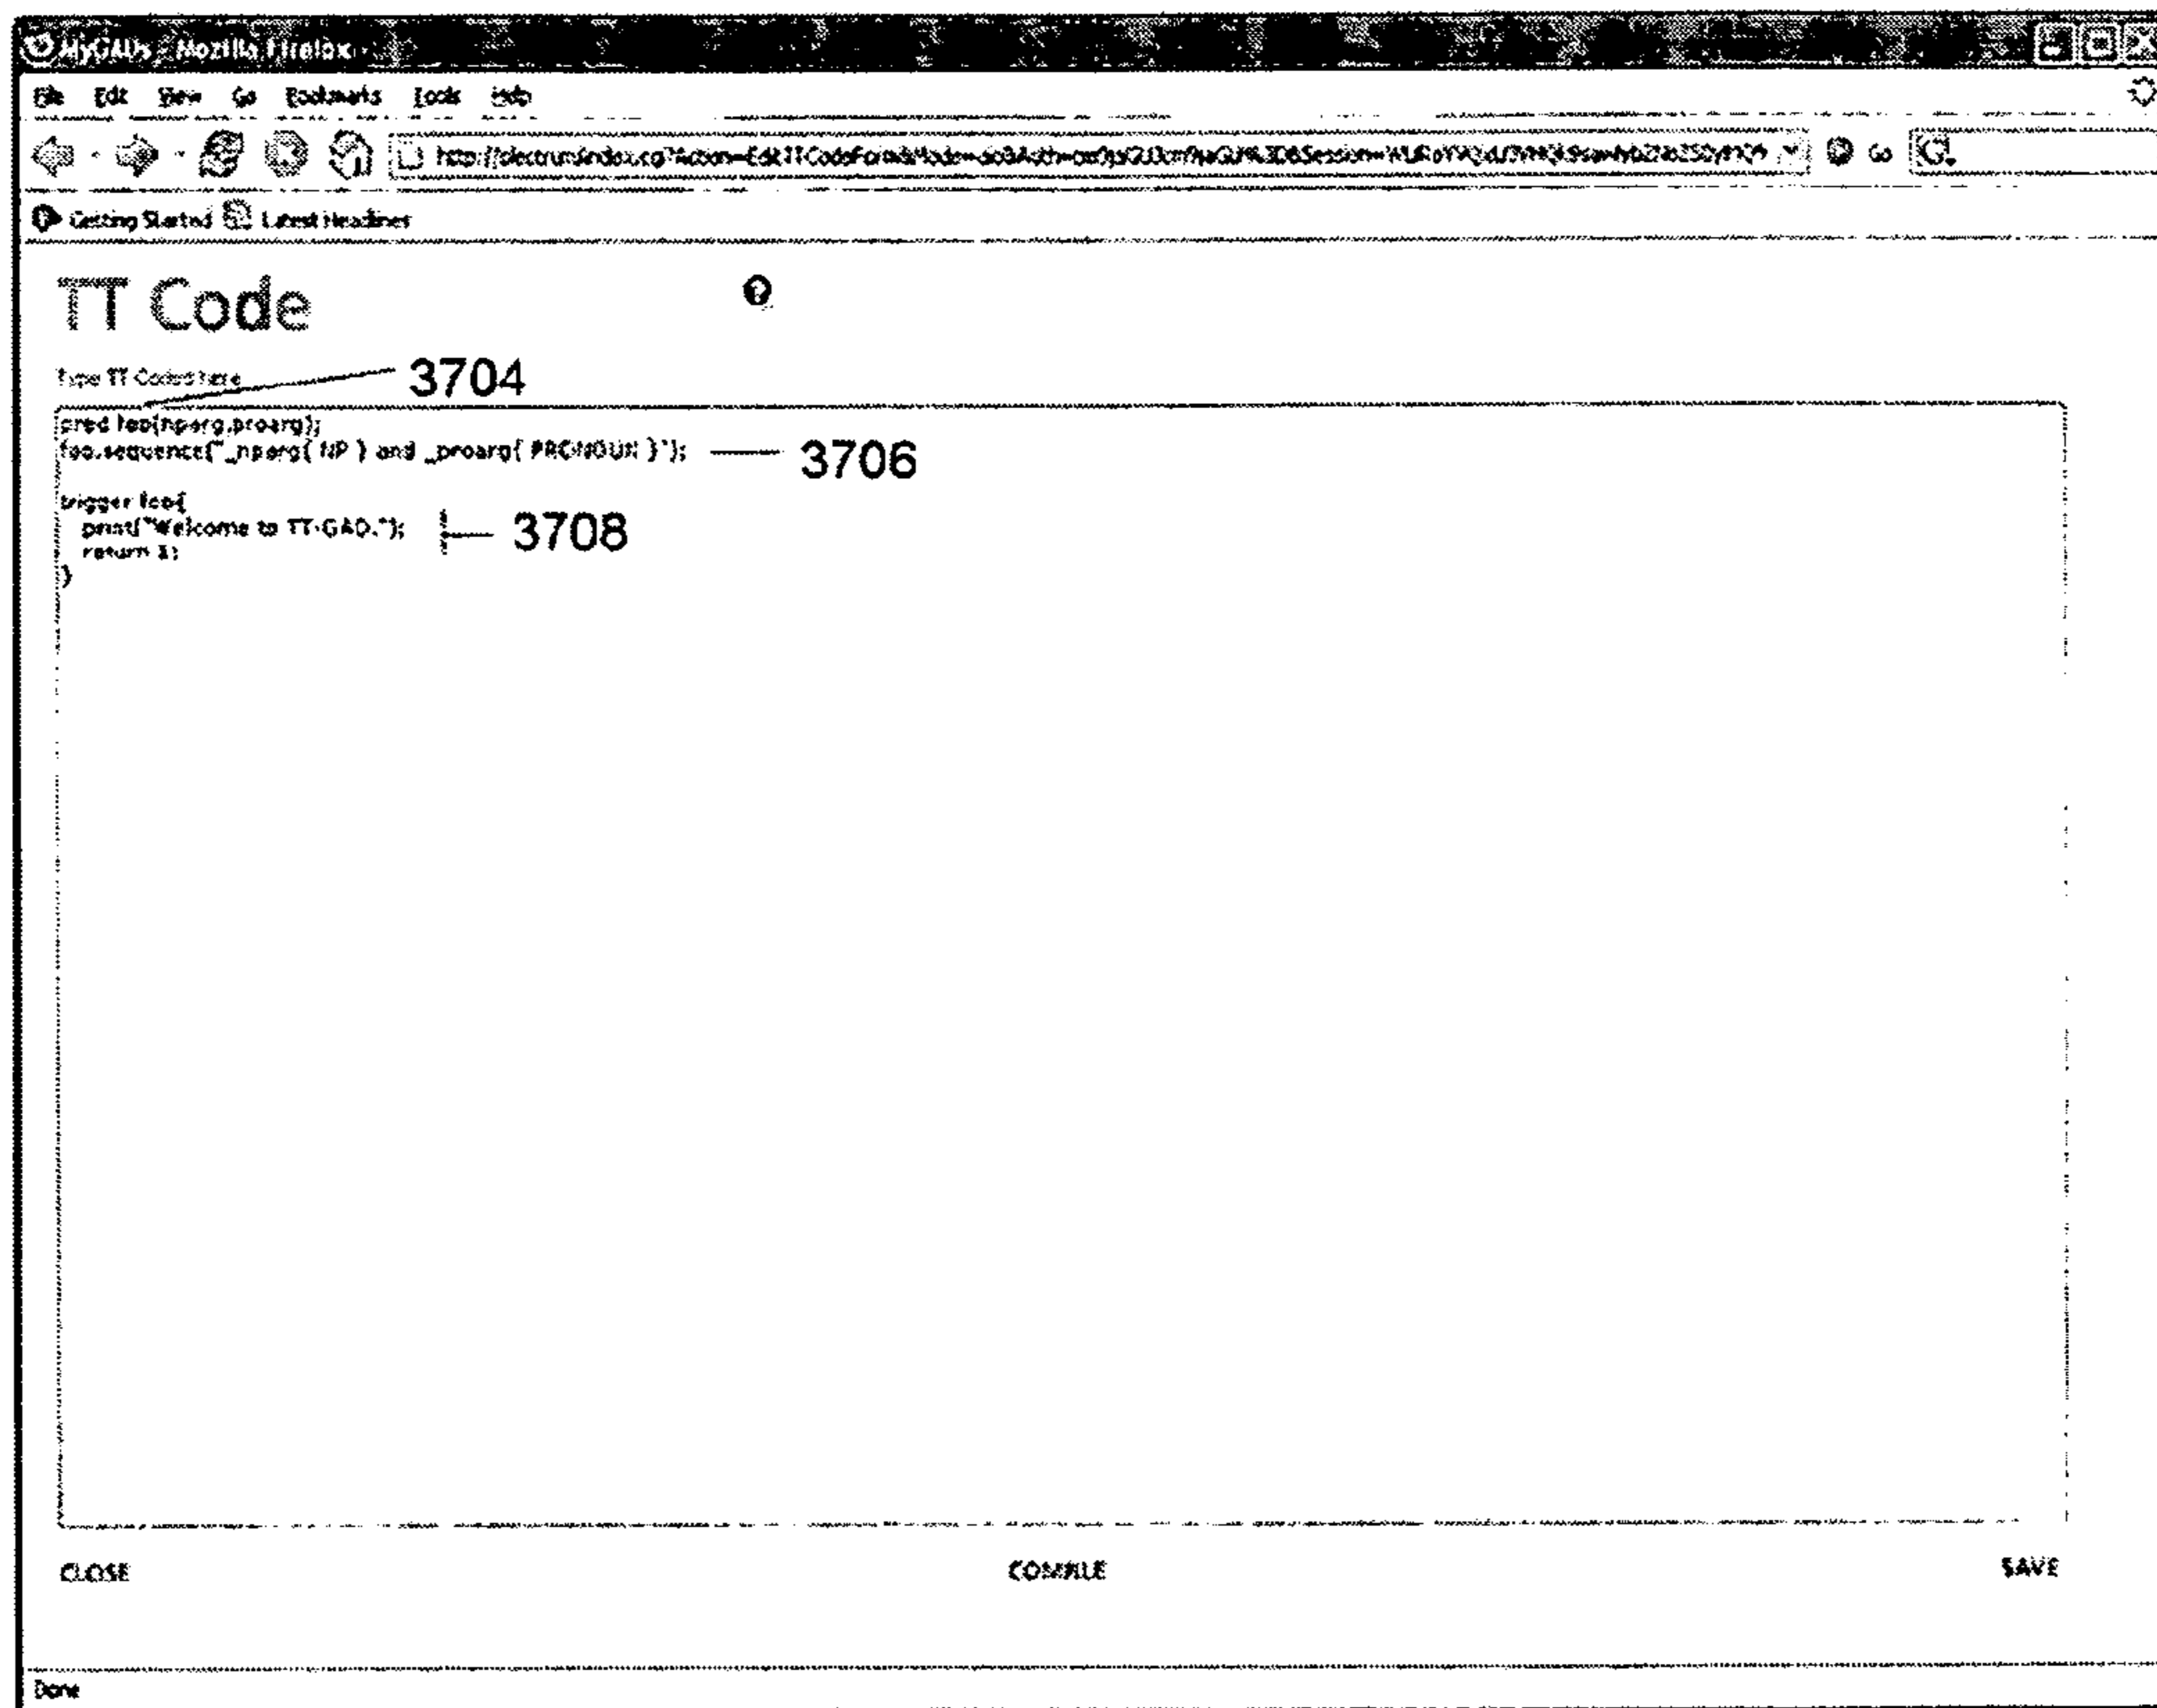 MyGADs - Mozilla Firefox
File Edit View Go Bookmarks Tools Help
Go
Getting Started Latest Headlines
TT Code
Type TT Code here
3704
pred foo(nparg,proarg);
foo.sequence("_nparg{ NP } and _proarg{ PRONOUN }");
3706
trigger foo{
print("Welcome to TT-GAD.");
3708
return 1;
}
CLOSE COMPILE SAVE
Done